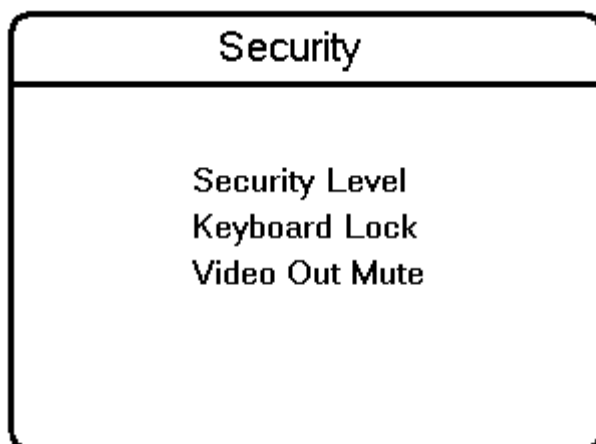 Security
Security Level
Keyboard Lock
Video Out Mute